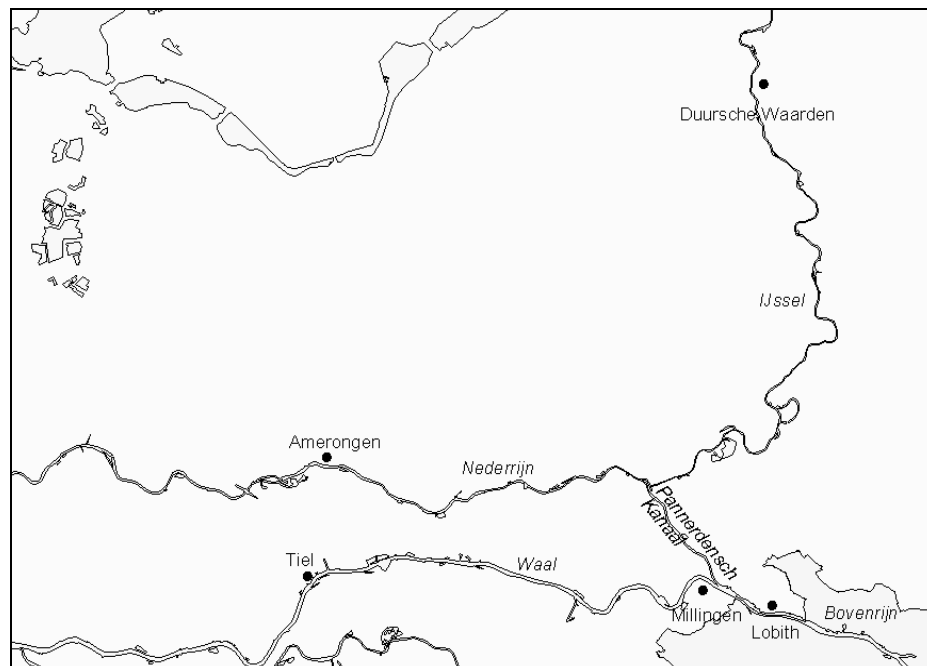 Duursche Waarden
IJssel
Amerongen
Nederrijn
Pannerdensch
Kanaal
Tiel
Waal
Millingen
Lobith
Bovenrijn